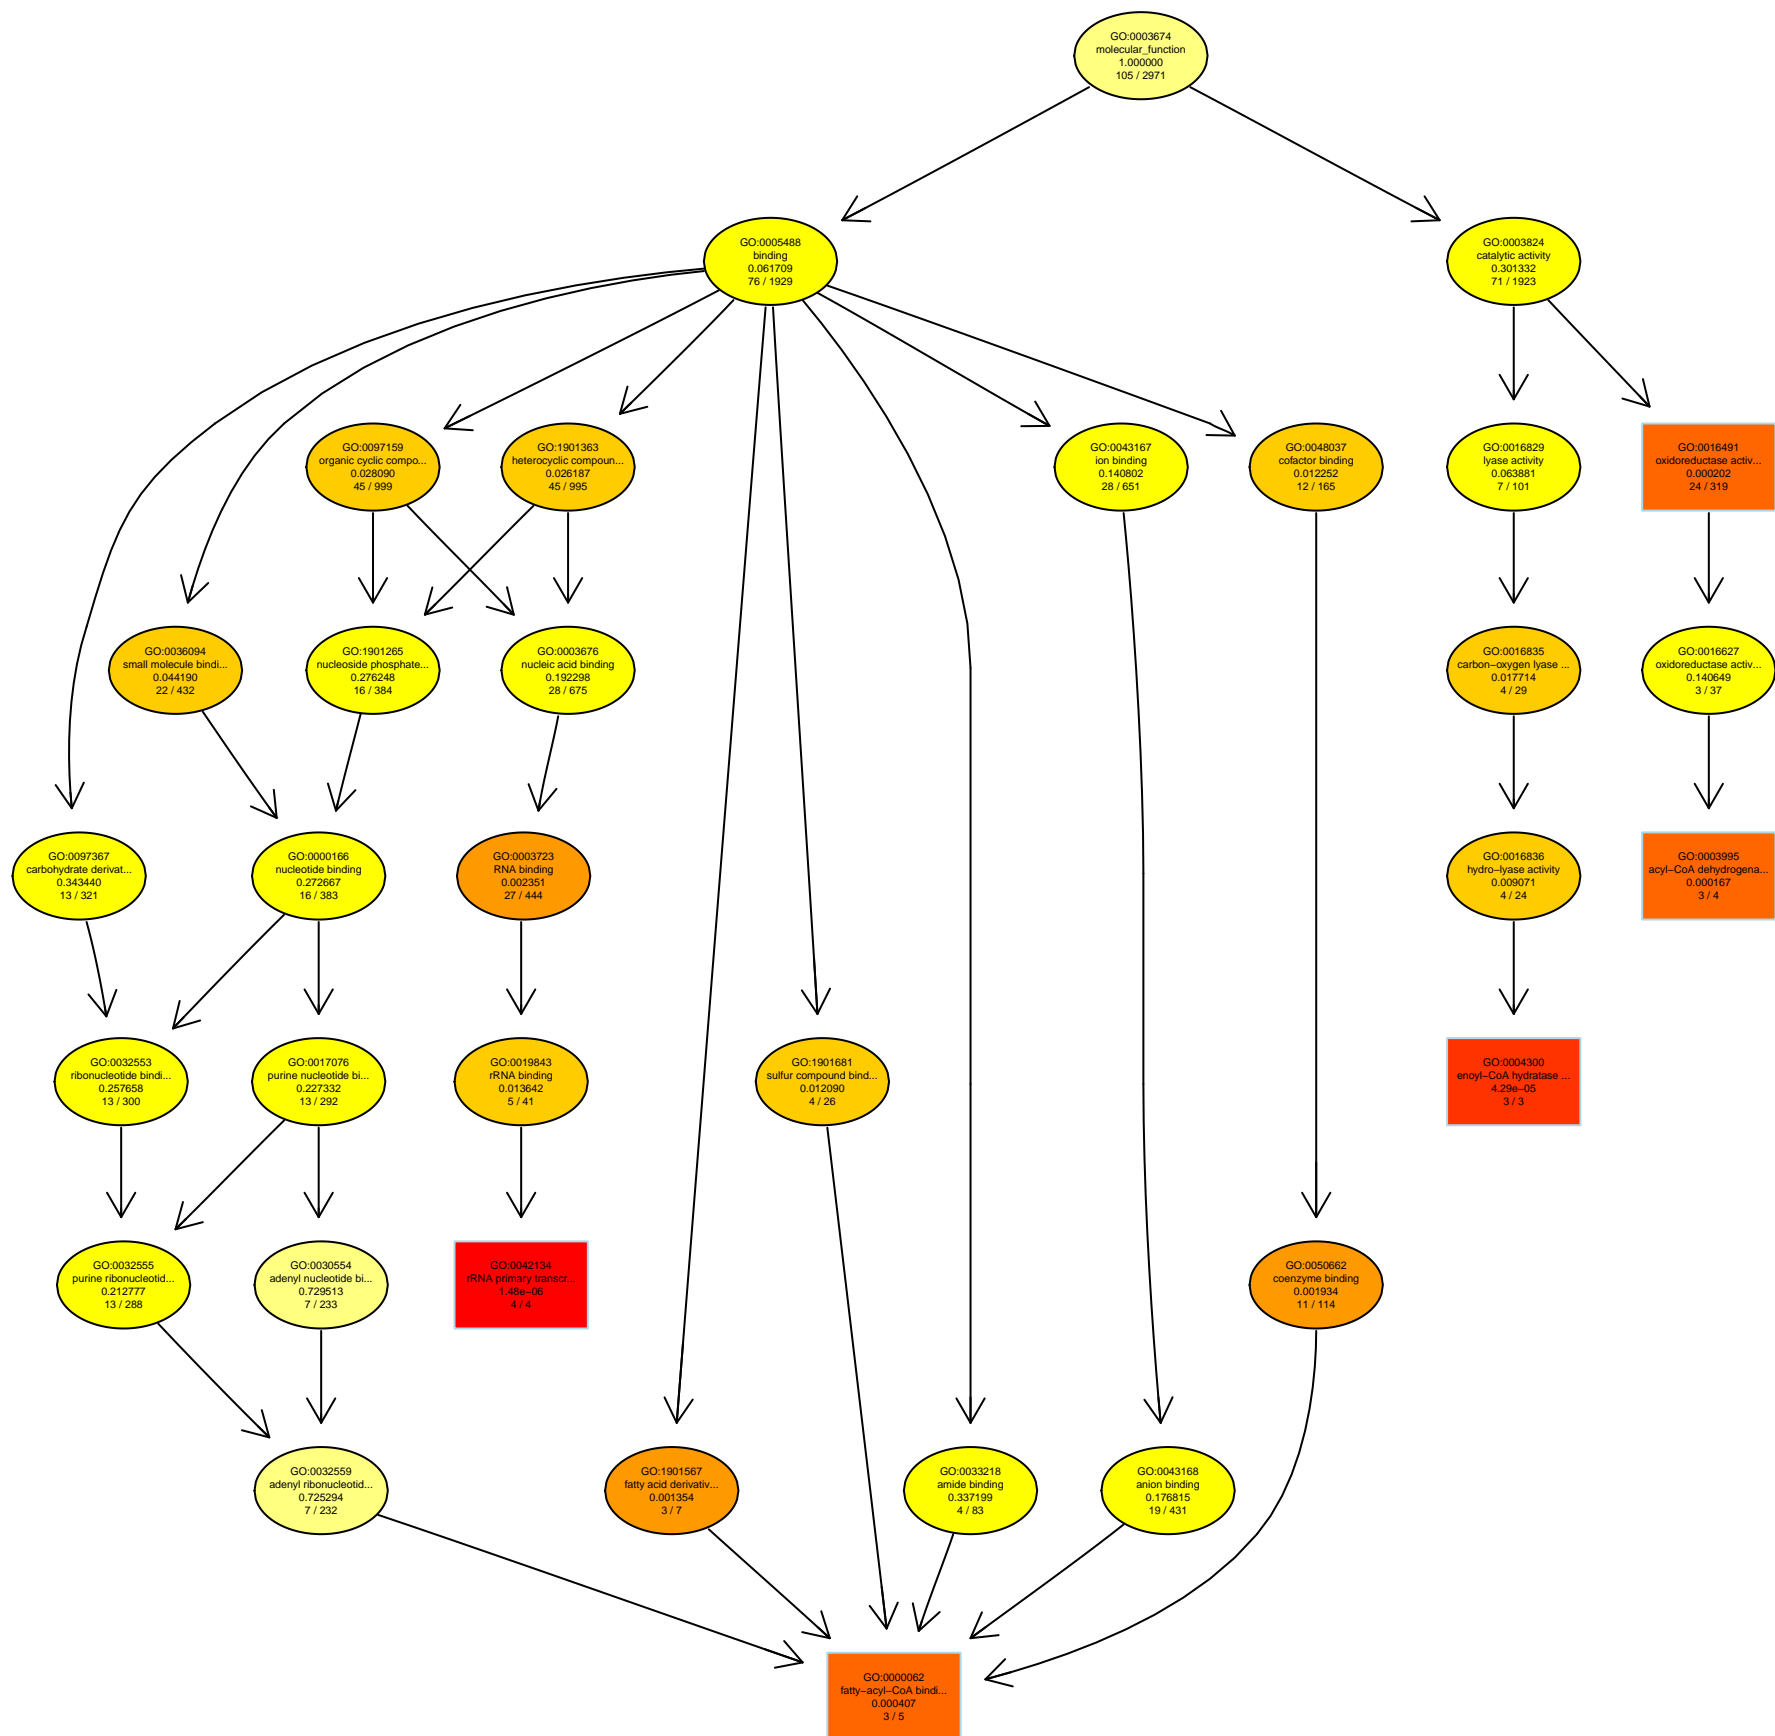 GO:0003674
molecular_function
1.000000
105 / 2971
GO:0005488
binding
0.061709
76 / 1929
GO:0003824
catalytic activity
0.301332
71 / 1923
GO:0097159
organic cyclic compo...
0.028090
45 / 999
GO:1901363
heterocyclic compoun...
0.026187
45 / 995
GO:0043167
ion binding
0.140802
28 / 651
GO:0048037
cofactor binding
0.012252
12 / 165
GO:0016829
lyase activity
0.063881
7 / 101
GO:0016491
oxidoreductase activ...
0.000202
24 / 319
GO:0036094
small molecule bindi...
0.044190
22 / 432
GO:1901265
nucleoside phosphate...
0.276248
16 / 384
GO:0003676
nucleic acid binding
0.192298
28 / 675
GO:0016835
carbon−oxygen lyase ...
0.017714
4 / 29
GO:0016627
oxidoreductase activ...
0.140649
3 / 37
GO:0097367
carbohydrate derivat...
0.343440
13 / 321
GO:0000166
nucleotide binding
0.272667
16 / 383
GO:0003723
RNA binding
0.002351
27 / 444
GO:0016836
hydro−lyase activity
0.009071
4 / 24
GO:0003995
acyl−CoA dehydrogena...
0.000167
3 / 4
GO:0032553
ribonucleotide bindi...
0.257658
13 / 300
GO:0017076
purine nucleotide bi...
0.227332
13 / 292
GO:0019843
rRNA binding
0.013642
5 / 41
GO:1901681
sulfur compound bind...
0.012090
4 / 26
GO:0004300
enoyl−CoA hydratase ...
4.29e−05
3 / 3
GO:0032555
purine ribonucleotid...
0.212777
13 / 288
GO:0030554
adenyl nucleotide bi...
0.729513
7 / 233
GO:0042134
rRNA primary transcr...
1.48e−06
4 / 4
GO:0050662
coenzyme binding
0.001934
11 / 114
GO:0032559
adenyl ribonucleotid...
0.725294
7 / 232
GO:1901567
fatty acid derivativ...
0.001354
3 / 7
GO:0033218
amide binding
0.337199
4 / 83
GO:0043168
anion binding
0.176815
19 / 431
GO:0000062
fatty−acyl−CoA bindi...
0.000407
3 / 5